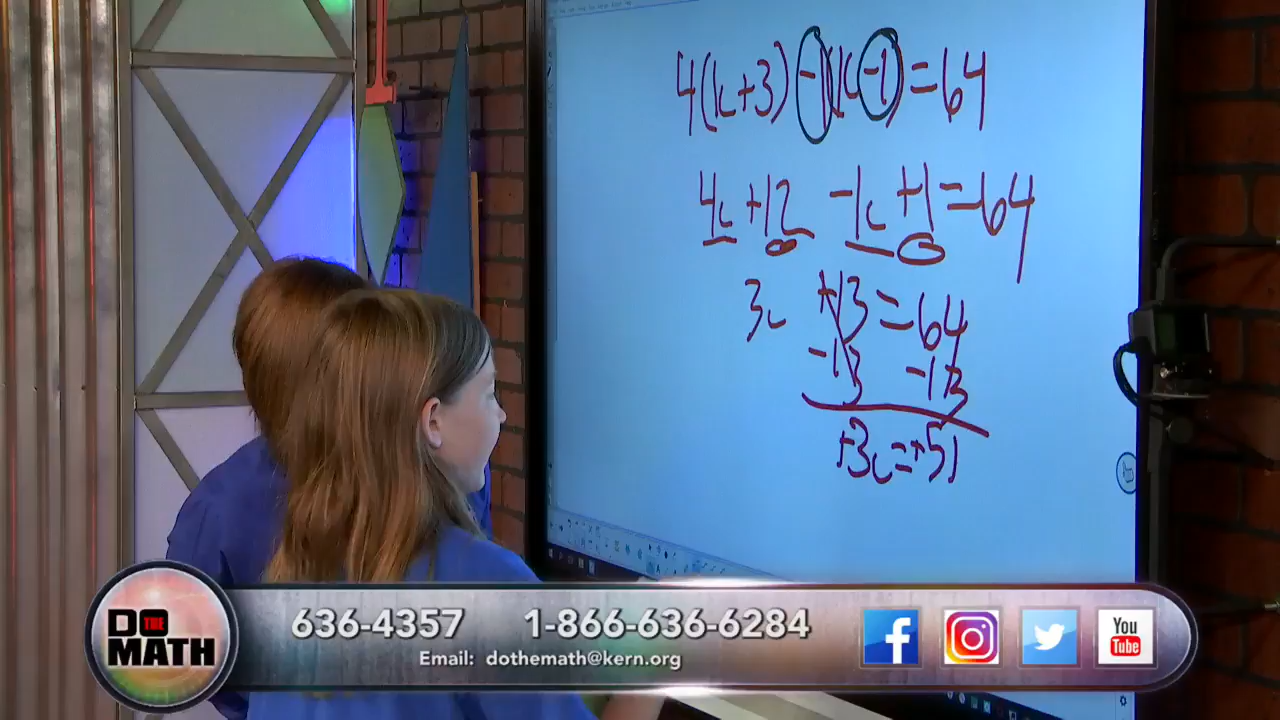 4(k+3) -1(k-1) = 64
4k +12 -1k +1 = 64
3k +13 = 64
-13 -13
+3k = +51
DO THE MATH
636-4357 1-866-636-6284
Email: dothemath@kern.org
You Tube